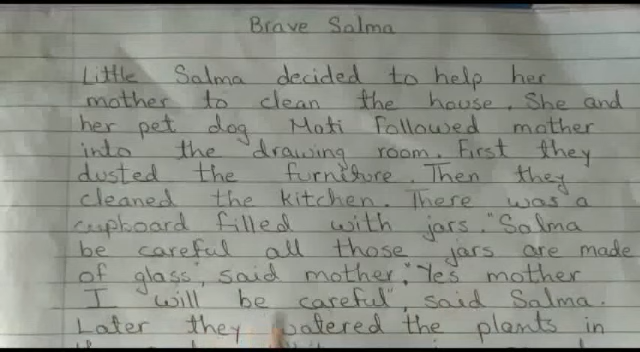 Brave Salma
Little Salma decided to help her
mother to clean the house. She and
her pet dog Moti followed mother
into the drawing room. First they
dusted the furniture. Then they
cleaned the kitchen. There was a
cupboard filled with jars. "Salma
be careful all those jars are made
of glass", said mother. "Yes mother
I will be careful", said Salma.
Later they watered the plants in